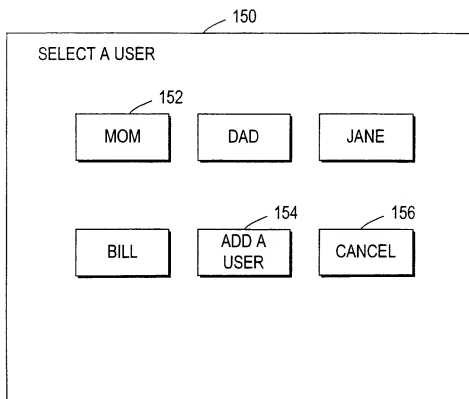 150
SELECT A USER
152
MOM
DAD
JANE
154
156
BILL
ADD A
USER
CANCEL